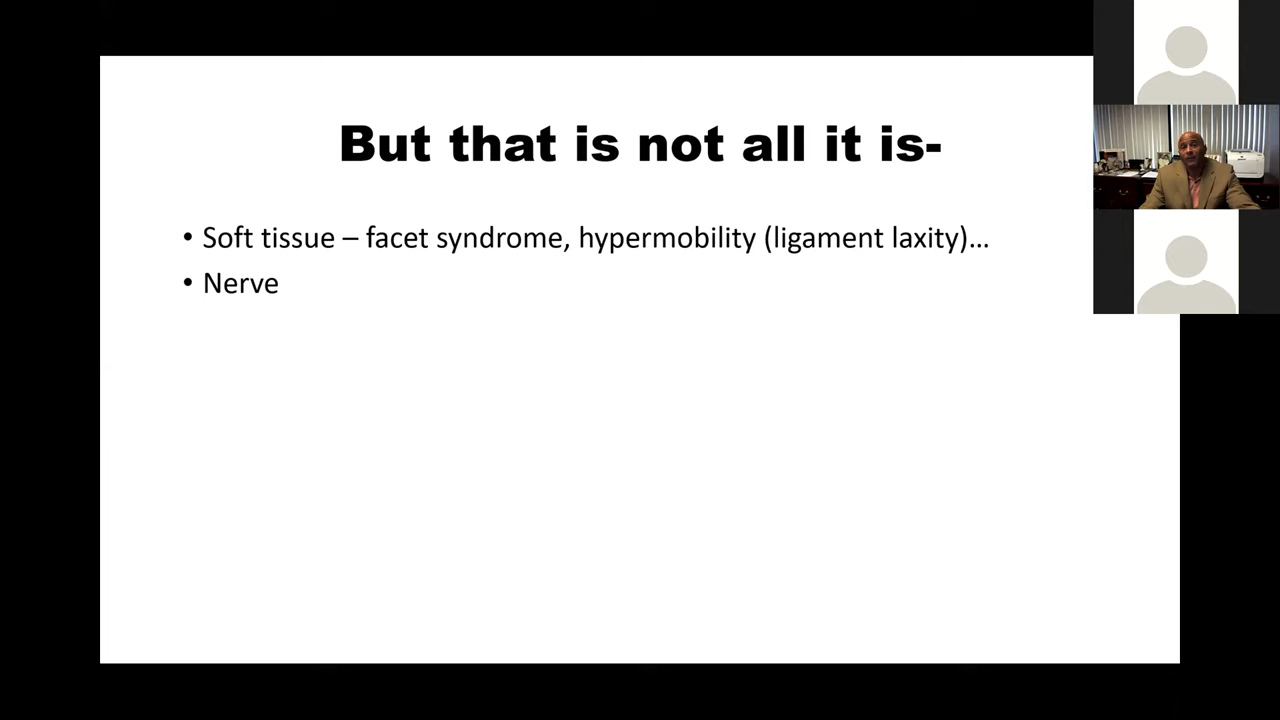 But that is not all it is-
• Soft tissue – facet syndrome, hypermobility (ligament laxity)…
• Nerve